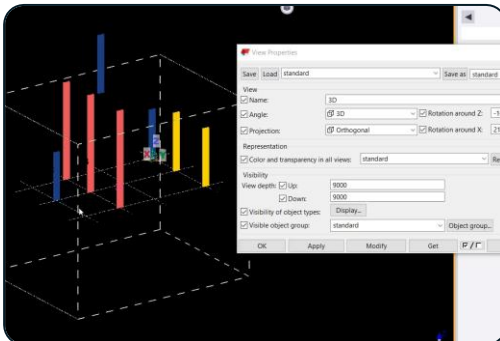 View Properties
Save Load standard Save as standard
View
Name: 3D
Angle: 3D Rotation around Z:
Projection: Orthogonal Rotation around X:
Representation
Color and transparency in all views: standard
Visibility
View depth: Up: 9000
Down: 9000
Visibility of object types: Display...
Visible object group: standard Object group...
OK Apply Modify Get
X Z Y